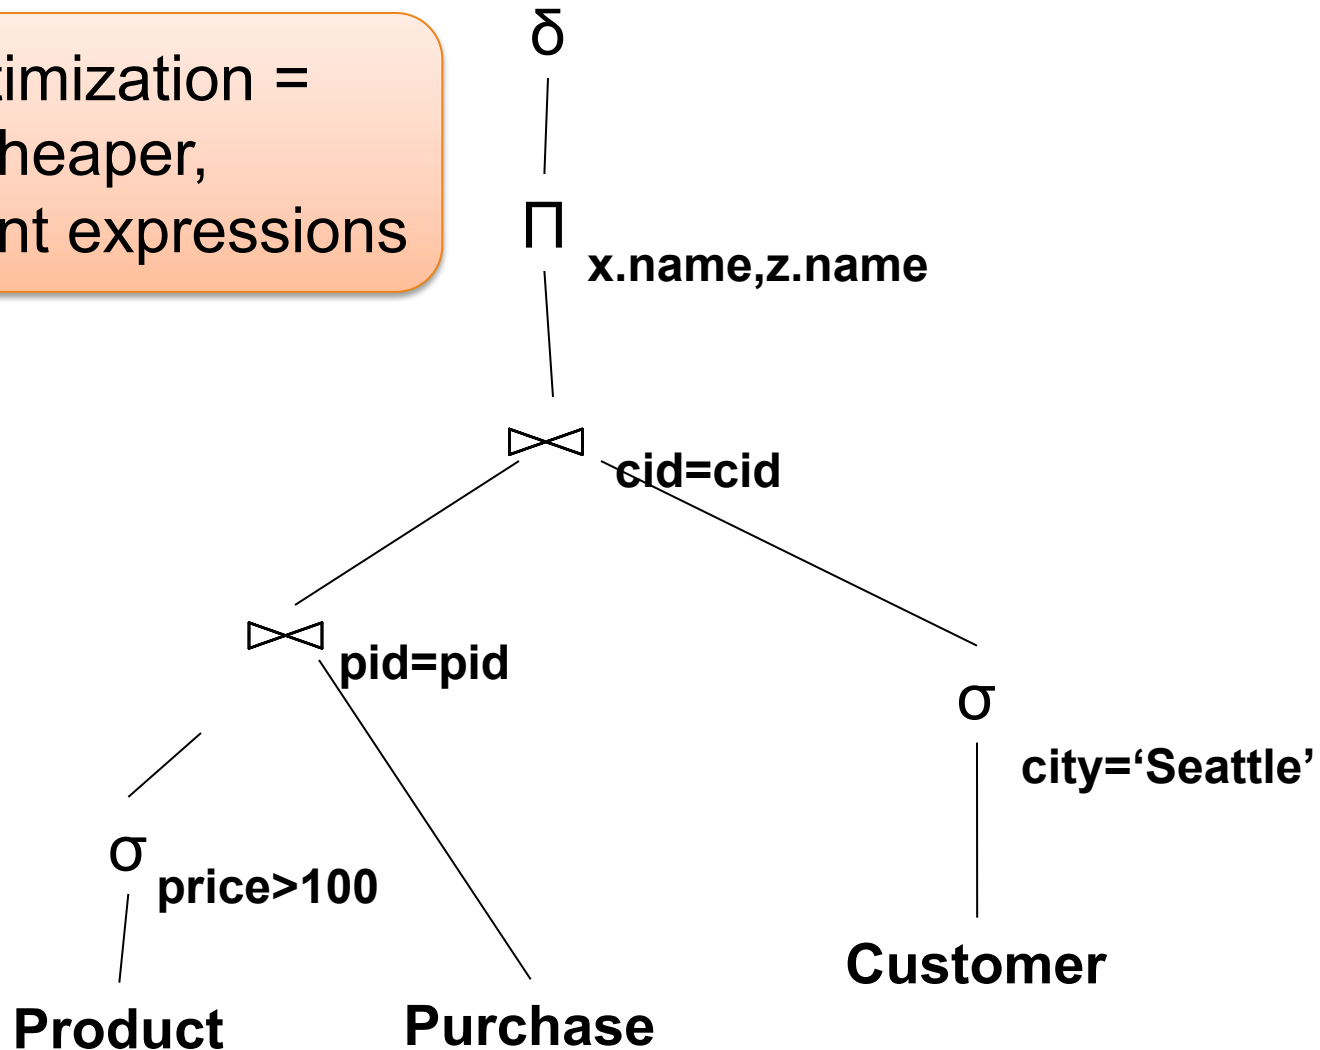 timization =
heaper,
nt expressions
δ
Π
x.name,z.name
cid=cid
pid=pid
σ
city=‘Seattle’
σ
price>100
Customer
Product
Purchase